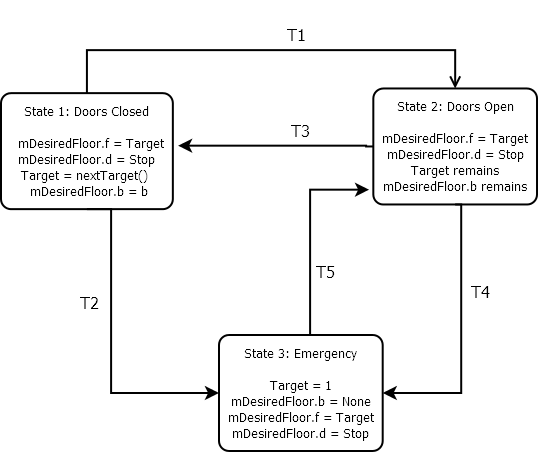 T1
State 1: Doors Closed
mDesiredFloor.f = Target
mDesiredFloor.d = Stop
Target = nextTarget()
mDesiredFloor.b = b
State 2: Doors Open
mDesiredFloor.f = Target
mDesiredFloor.d = Stop
Target remains
mDesiredFloor.b remains
T3
T2
T5
T4
State 3: Emergency
Target = 1
mDesiredFloor.b = None
mDesiredFloor.f = Target
mDesiredFloor.d = Stop